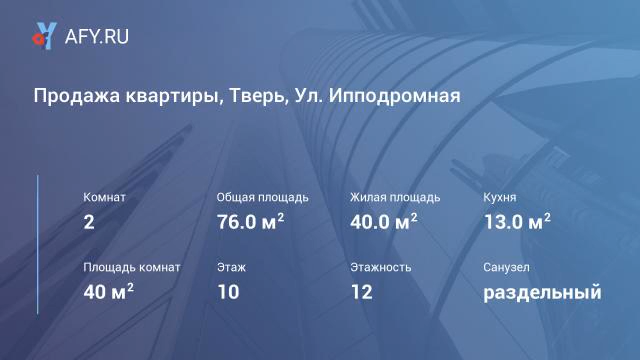 AFY.RU
Продажа квартиры, Тверь, Ул. Ипподромная
Комнат Общая площадь Жилая площадь Кухня
2 76.0 м² 40.0 м² 13.0 м²
Площадь комнат Этаж Этажность Санузел
40 м² 10 12 раздельный